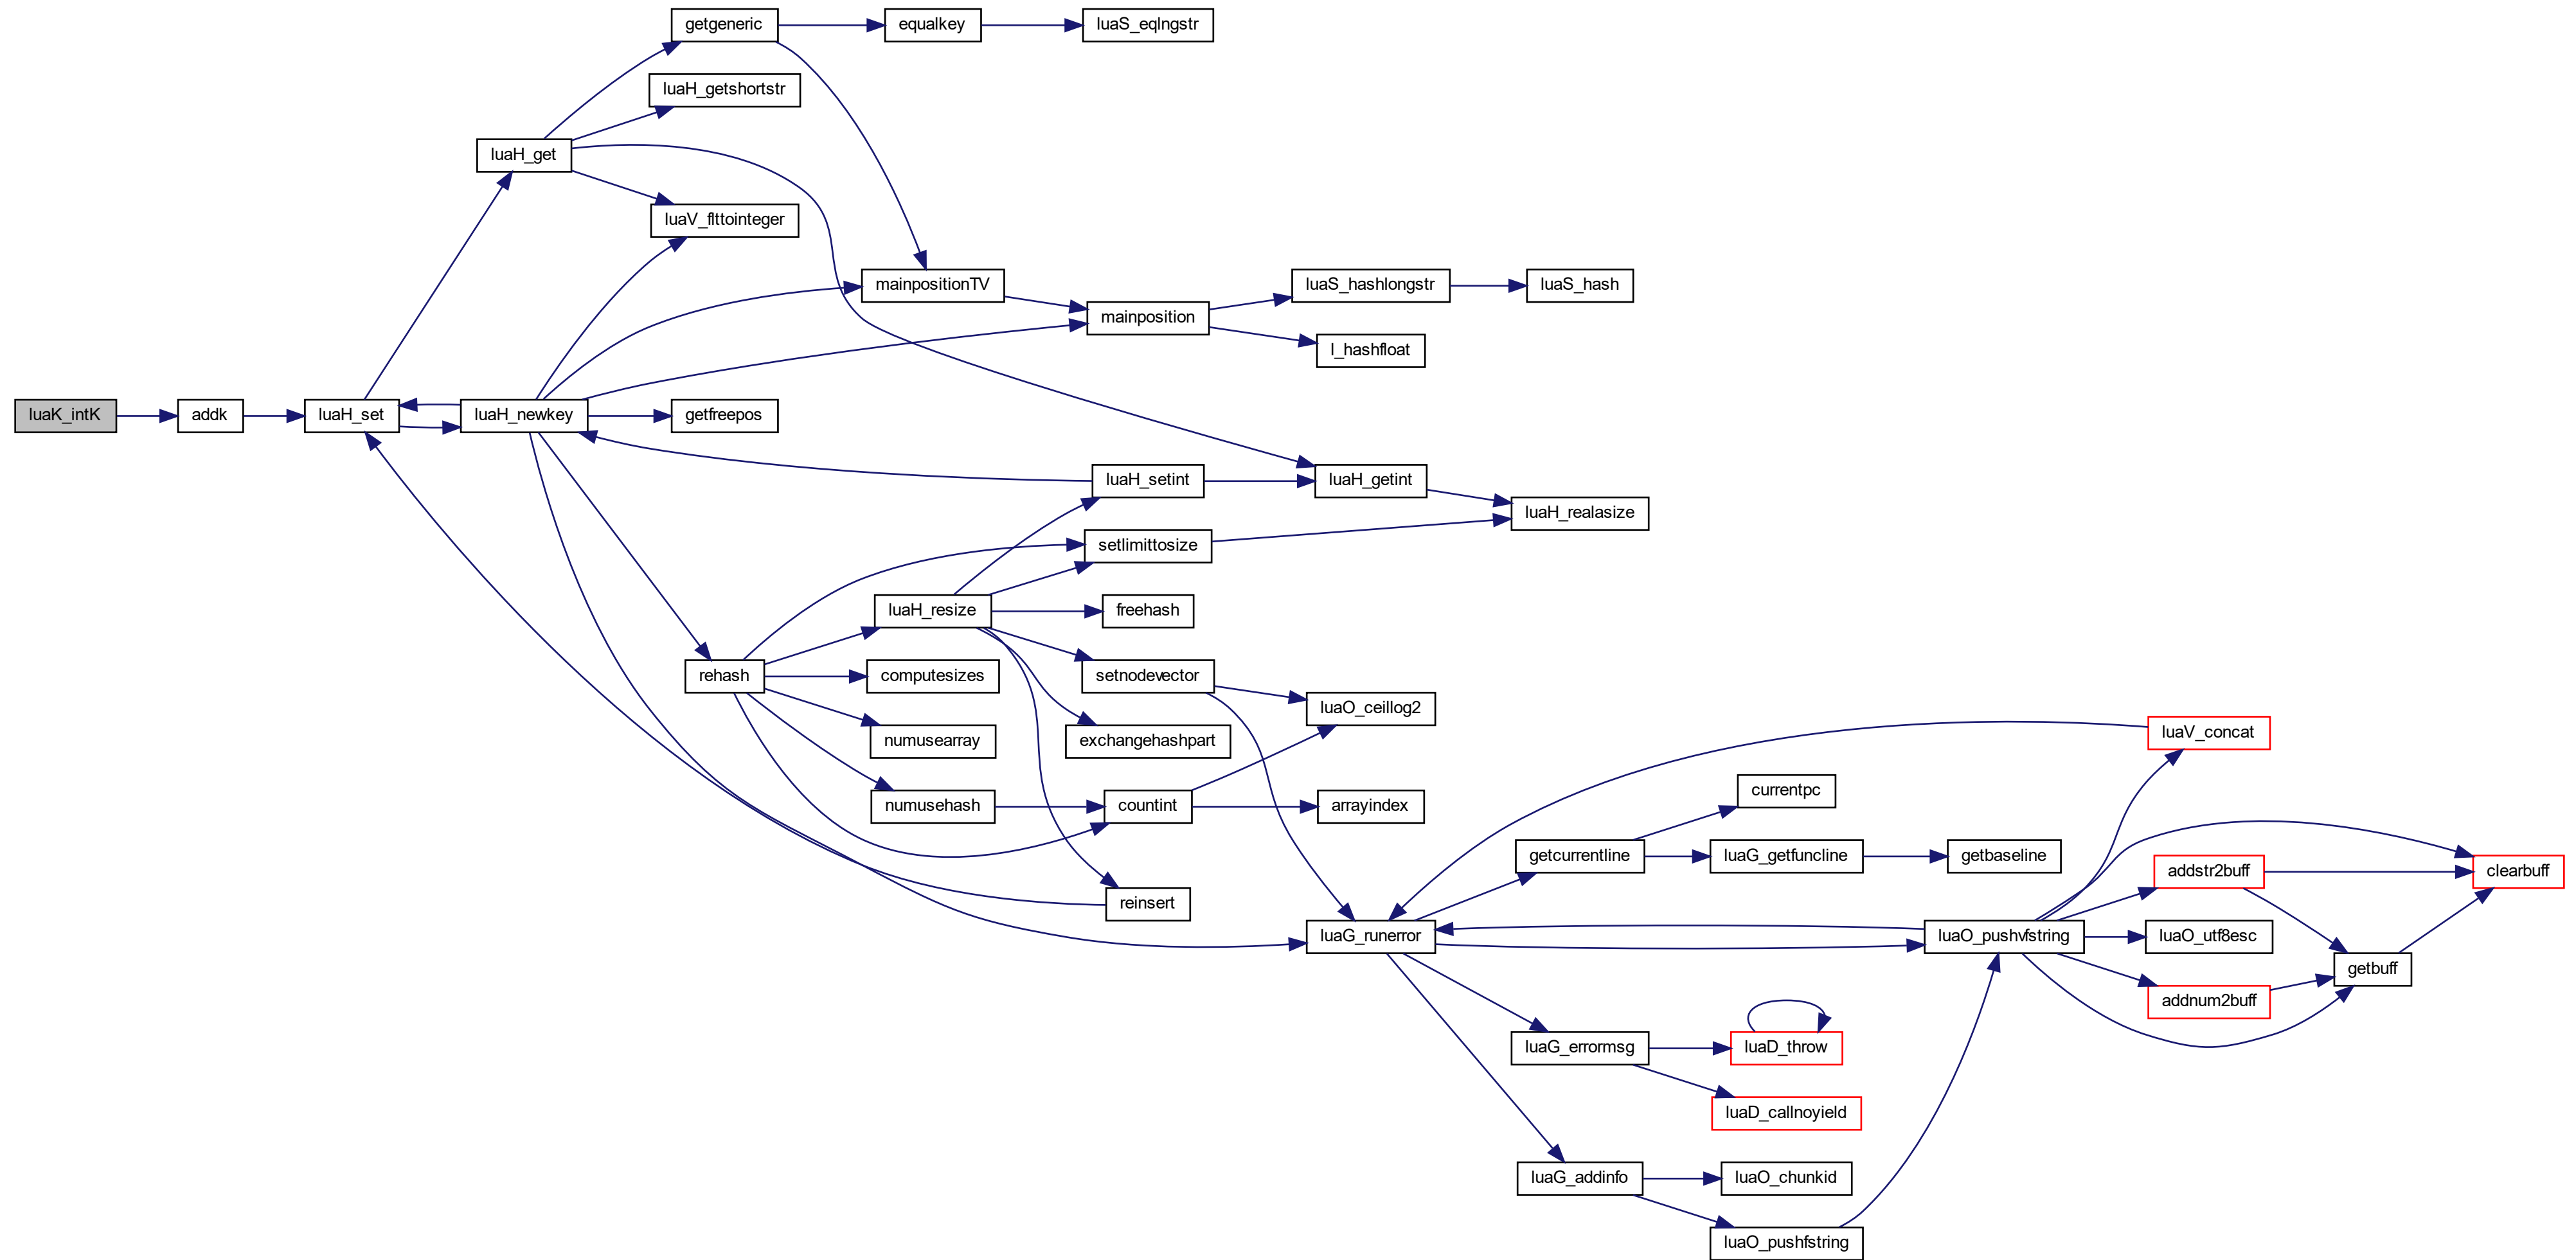 getgeneric
equalkey
luaS_eqlngstr
luaH_getshortstr
luaH_get
luaV_flttointeger
mainpositionTV
luaS_hashlongstr
luaS_hash
mainposition
l_hashfloat
luaK_intK
addk
luaH_set
luaH_newkey
getfreepos
luaH_setint
luaH_getint
luaH_realasize
setlimittosize
luaH_resize
freehash
rehash
computesizes
setnodevector
luaO_ceillog2
numusearray
exchangehashpart
luaV_concat
numusehash
countint
arrayindex
currentpc
getcurrentline
luaG_getfuncline
getbaseline
addstr2buff
clearbuff
reinsert
luaG_runerror
luaO_pushvfstring
luaO_utf8esc
getbuff
addnum2buff
luaG_errormsg
luaD_throw
luaD_callnoyield
luaG_addinfo
luaO_chunkid
luaO_pushfstring